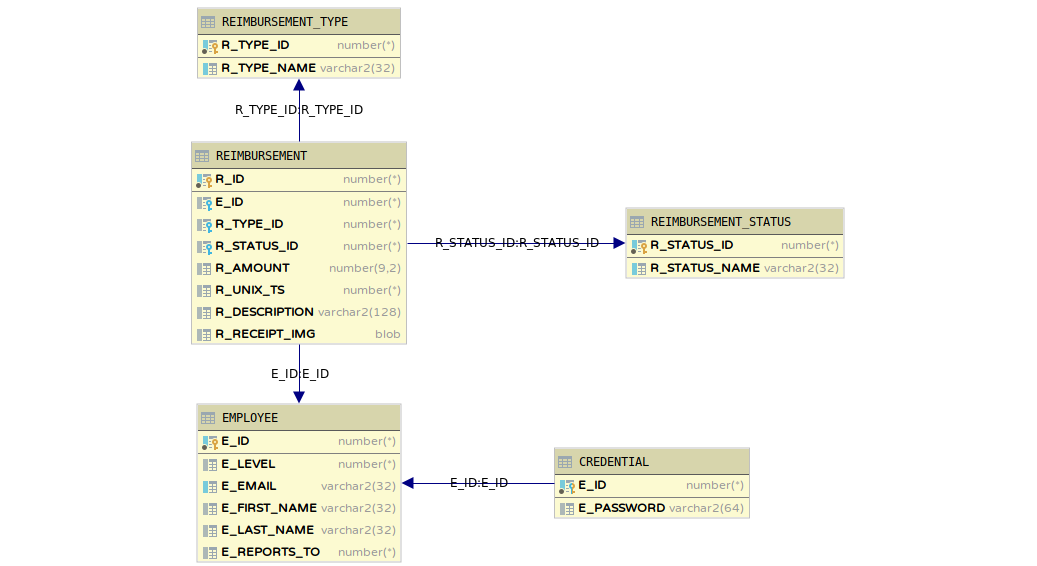 REIMBURSEMENT_TYPE
R_TYPE_ID number(*)
R_TYPE_NAME varchar2(32)
R_TYPE_ID:R_TYPE_ID
REIMBURSEMENT
R_ID number(*)
E_ID number(*)
R_TYPE_ID number(*)
R_STATUS_ID number(*)
R_AMOUNT number(9,2)
R_UNIX_TS number(*)
R_DESCRIPTION varchar2(128)
R_RECEIPT_IMG blob
R_STATUS_ID:R_STATUS_ID
REIMBURSEMENT_STATUS
R_STATUS_ID number(*)
R_STATUS_NAME varchar2(32)
E_ID:E_ID
EMPLOYEE
E_ID number(*)
E_LEVEL number(*)
E_EMAIL varchar2(32)
E_FIRST_NAME varchar2(32)
E_LAST_NAME varchar2(32)
E_REPORTS_TO number(*)
E_ID:E_ID
CREDENTIAL
E_ID number(*)
E_PASSWORD varchar2(64)